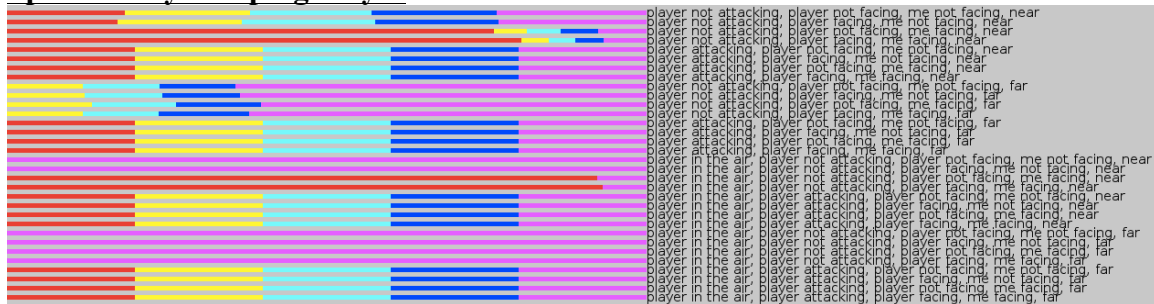 player not attacking, player not facing, me not facing, near
player not attacking, player facing, me not facing, near
player not attacking, player not facing, me facing, near
player not attacking, player facing, me facing, near
player attacking, player not facing, me not facing, near
player attacking, player facing, me not facing, near
player attacking, player not facing, me facing, near
player attacking, player facing, me facing, near
player not attacking, player not facing, me not facing, far
player not attacking, player facing, me not facing, far
player not attacking, player not facing, me facing, far
player not attacking, player facing, me facing, far
player attacking, player not facing, me not facing, far
player attacking, player facing, me not facing, far
player attacking, player not facing, me facing, far
player attacking, player facing, me facing, far
player in the air, player not attacking, player not facing, me not facing, near
player in the air, player not attacking, player facing, me not facing, near
player in the air, player not attacking, player not facing, me facing, near
player in the air, player not attacking, player facing, me facing, near
player in the air, player attacking, player not facing, me not facing, near
player in the air, player attacking, player facing, me not facing, near
player in the air, player attacking, player not facing, me facing, near
player in the air, player attacking, player facing, me facing, near
player in the air, player not attacking, player not facing, me not facing, far
player in the air, player not attacking, player facing, me not facing, far
player in the air, player not attacking, player not facing, me facing, far
player in the air, player not attacking, player facing, me facing, far
player in the air, player attacking, player not facing, me not facing, far
player in the air, player attacking, player facing, me not facing, far
player in the air, player attacking, player not facing, me facing, far
player in the air, player attacking, player facing, me facing, far